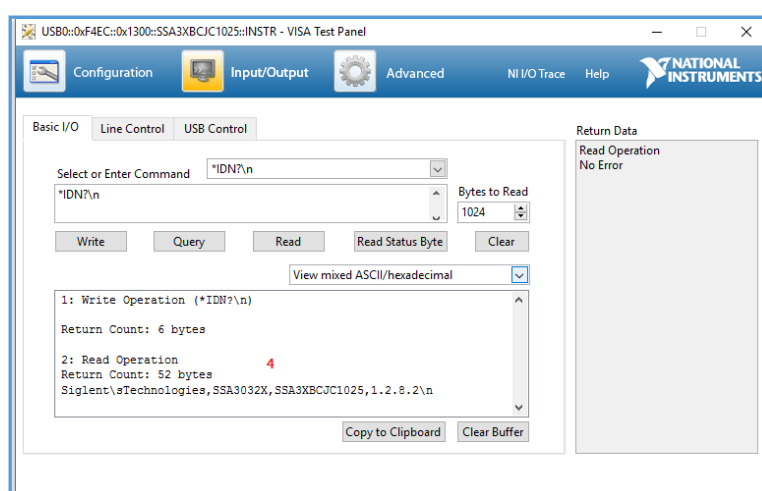 USB0::0xF4EC::0x1300::SSA3XBCJC1025::INSTR - VISA Test Panel
Configuration Input/Output Advanced NI I/O Trace Help NATIONAL INSTRUMENTS
Basic I/O Line Control USB Control
Return Data
Read Operation
No Error
Select or Enter Command *IDN?\n
*IDN?\n
Bytes to Read
1024
Write Query Read Read Status Byte Clear
View mixed ASCII/hexadecimal
1: Write Operation (*IDN?\n)
Return Count: 6 bytes
2: Read Operation
4
Return Count: 52 bytes
Siglent\sTechnologies,SSA3032X,SSA3XBCJC1025,1.2.8.2\n
Copy to Clipboard Clear Buffer